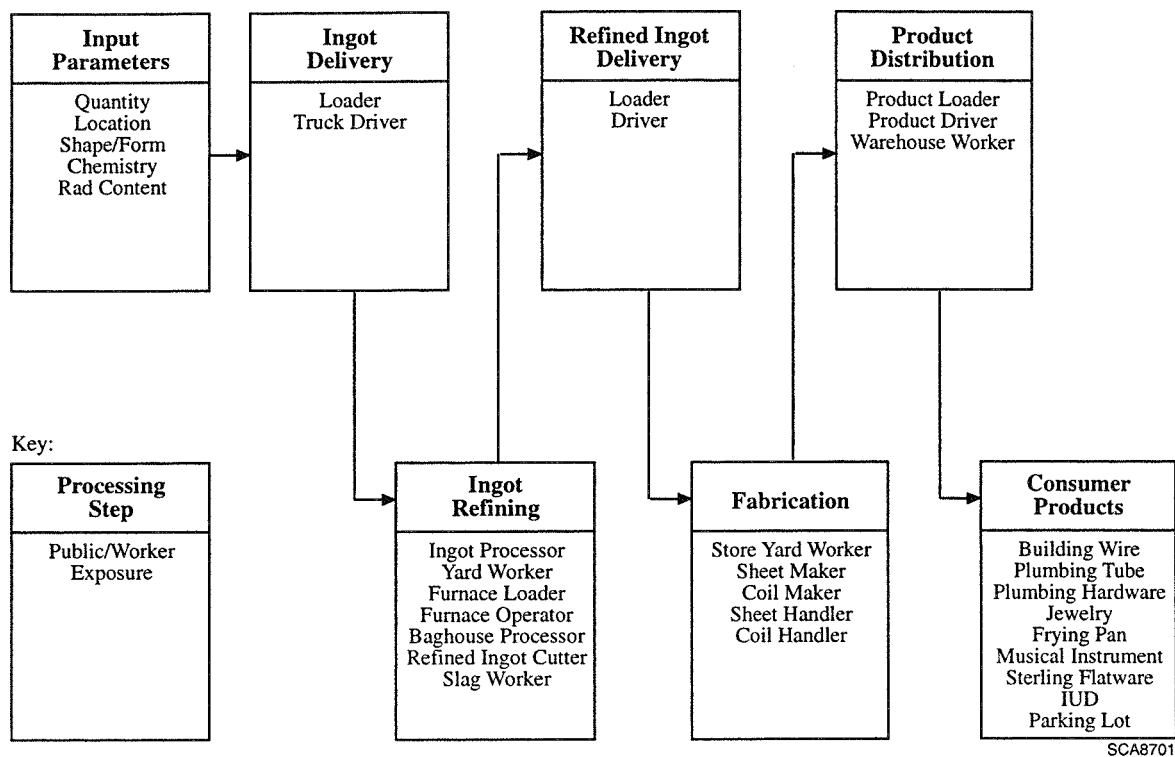 Input
Parameters
Quantity
Location
Shape/Form
Chemistry
Rad Content
Ingot
Delivery
Loader
Truck Driver
Refined Ingot
Delivery
Loader
Driver
Product
Distribution
Product Loader
Product Driver
Warehouse Worker
Key:
Processing
Step
Public/Worker
Exposure
Ingot
Refining
Ingot Processor
Yard Worker
Furnace Loader
Furnace Operator
Baghouse Processor
Refined Ingot Cutter
Slag Worker
Fabrication
Store Yard Worker
Sheet Maker
Coil Maker
Sheet Handler
Coil Handler
Consumer
Products
Building Wire
Plumbing Tube
Plumbing Hardware
Jewelry
Frying Pan
Musical Instrument
Sterling Flatware
IUD
Parking Lot
SCA8701